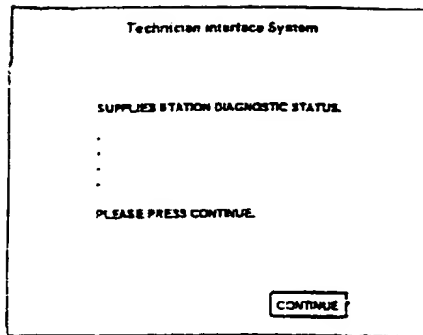 Technician Interface System
SUPPLIES STATION DIAGNOSTIC STATUS.
.
.
.
.
PLEASE PRESS CONTINUE.
CONTINUE